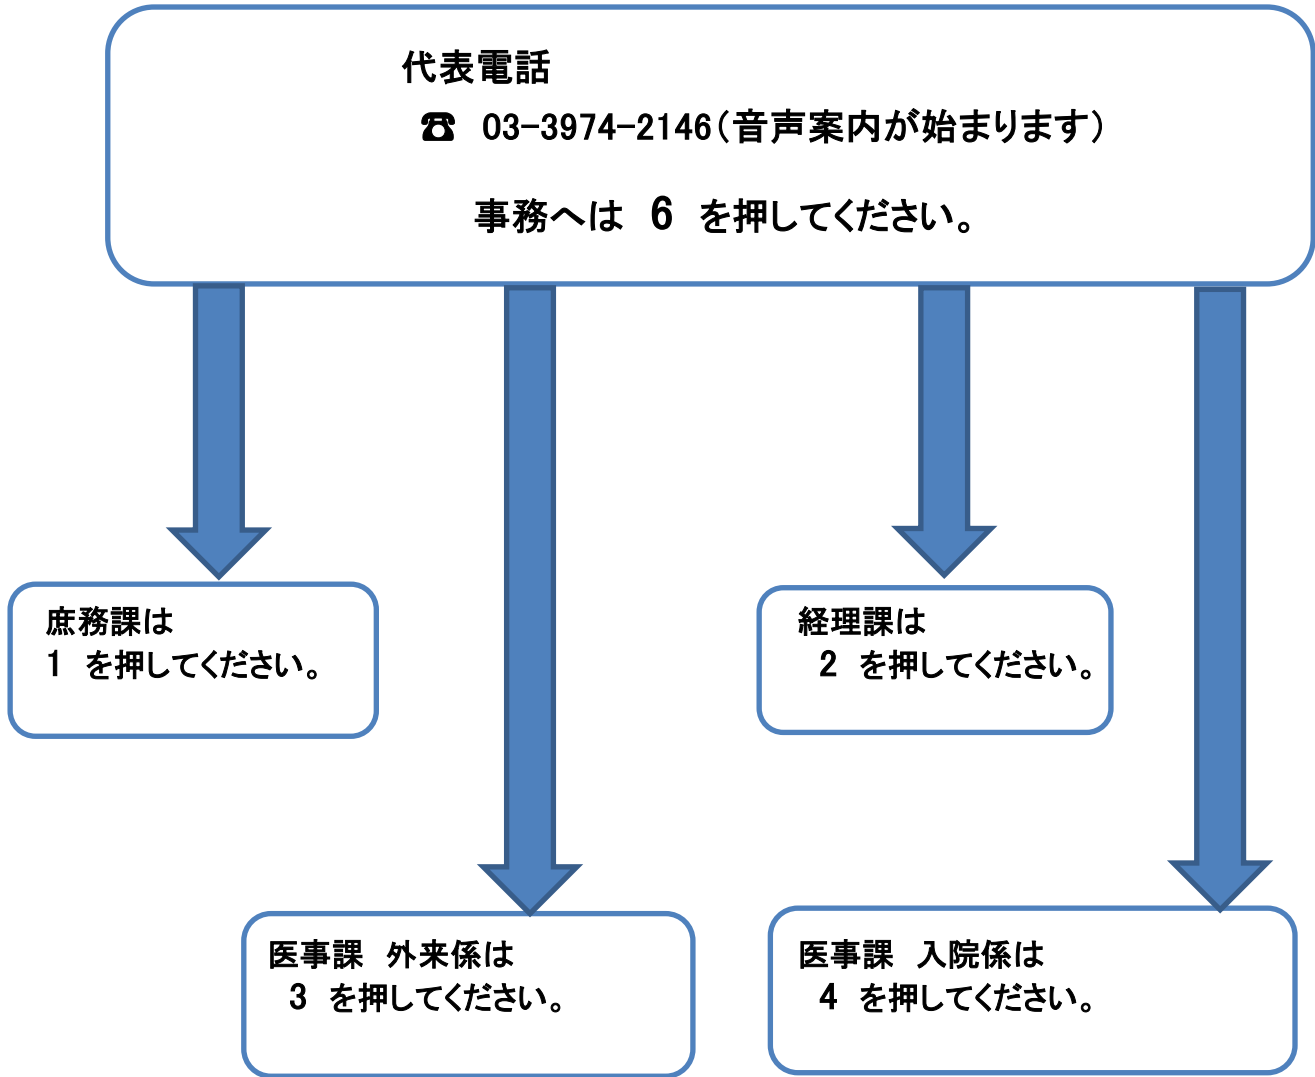 代表電話
☎ 03-3974-2146(音声案内が始まります)
事務へは 6 を押してください。
庶務課は
1 を押してください。
経理課は
2 を押してください。
医事課 外来係は
3 を押してください。
医事課 入院係は
4 を押してください。